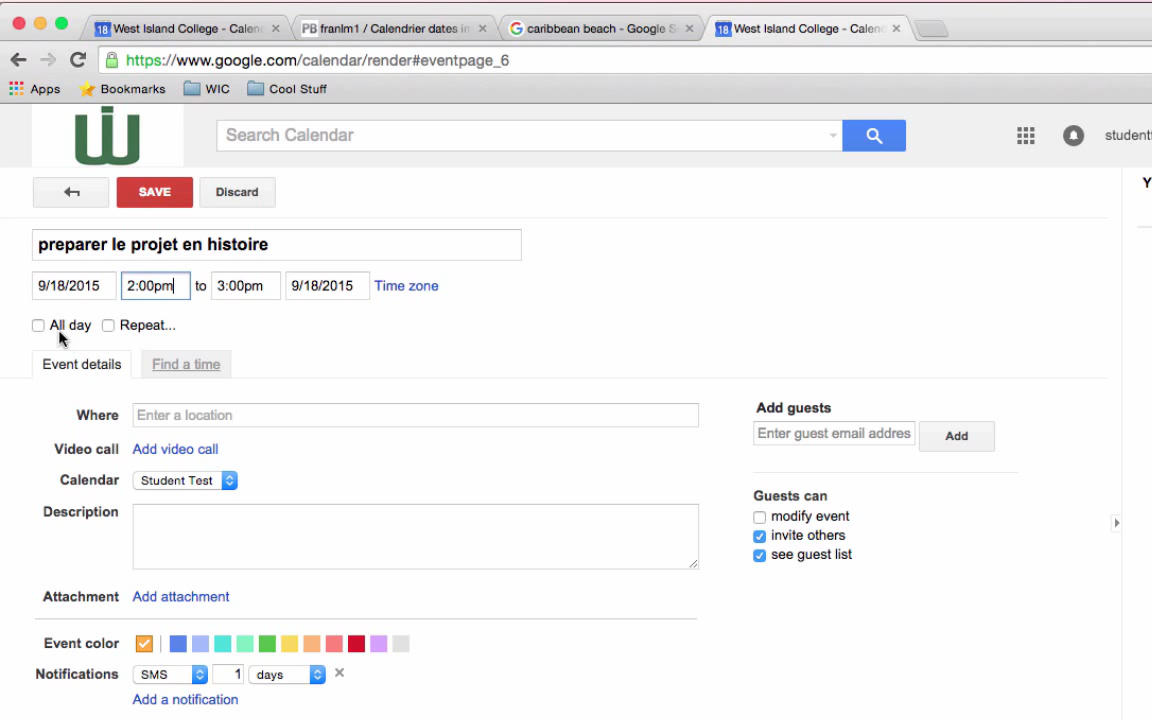 18 West Island College - Calen
PB franlm1 / Calendrier dates in
G caribbean beach - Google S
18 West Island College - Calen
https://www.google.com/calendar/render#eventpage_6
Apps Bookmarks WIC Cool Stuff
Search Calendar
student
SAVE Discard
Y
preparer le projet en histoire
9/18/2015 2:00pm to 3:00pm 9/18/2015 Time zone
All day Repeat...
Event details Find a time
Where Enter a location
Video call Add video call
Calendar Student Test
Description
Attachment Add attachment
Event color
Notifications SMS 1 days
Add a notification
Add guests
Enter guest email addres Add
Guests can
modify event
invite others
see guest list